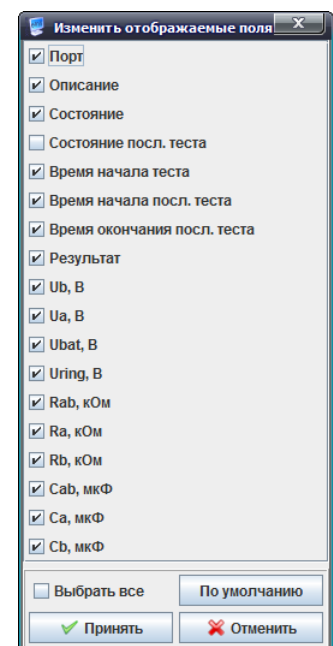 Изменить отображаемые поля
Порт
Описание
Состояние
Состояние посл. теста
Время начала теста
Время начала посл. теста
Время окончания посл. теста
Результат
Ub, В
Ua, В
Ubat, В
Uring, В
Rab, кОм
Ra, кОм
Rb, кОм
Cab, мкФ
Ca, мкФ
Cb, мкФ
Выбрать все По умолчанию
Принять Отменить